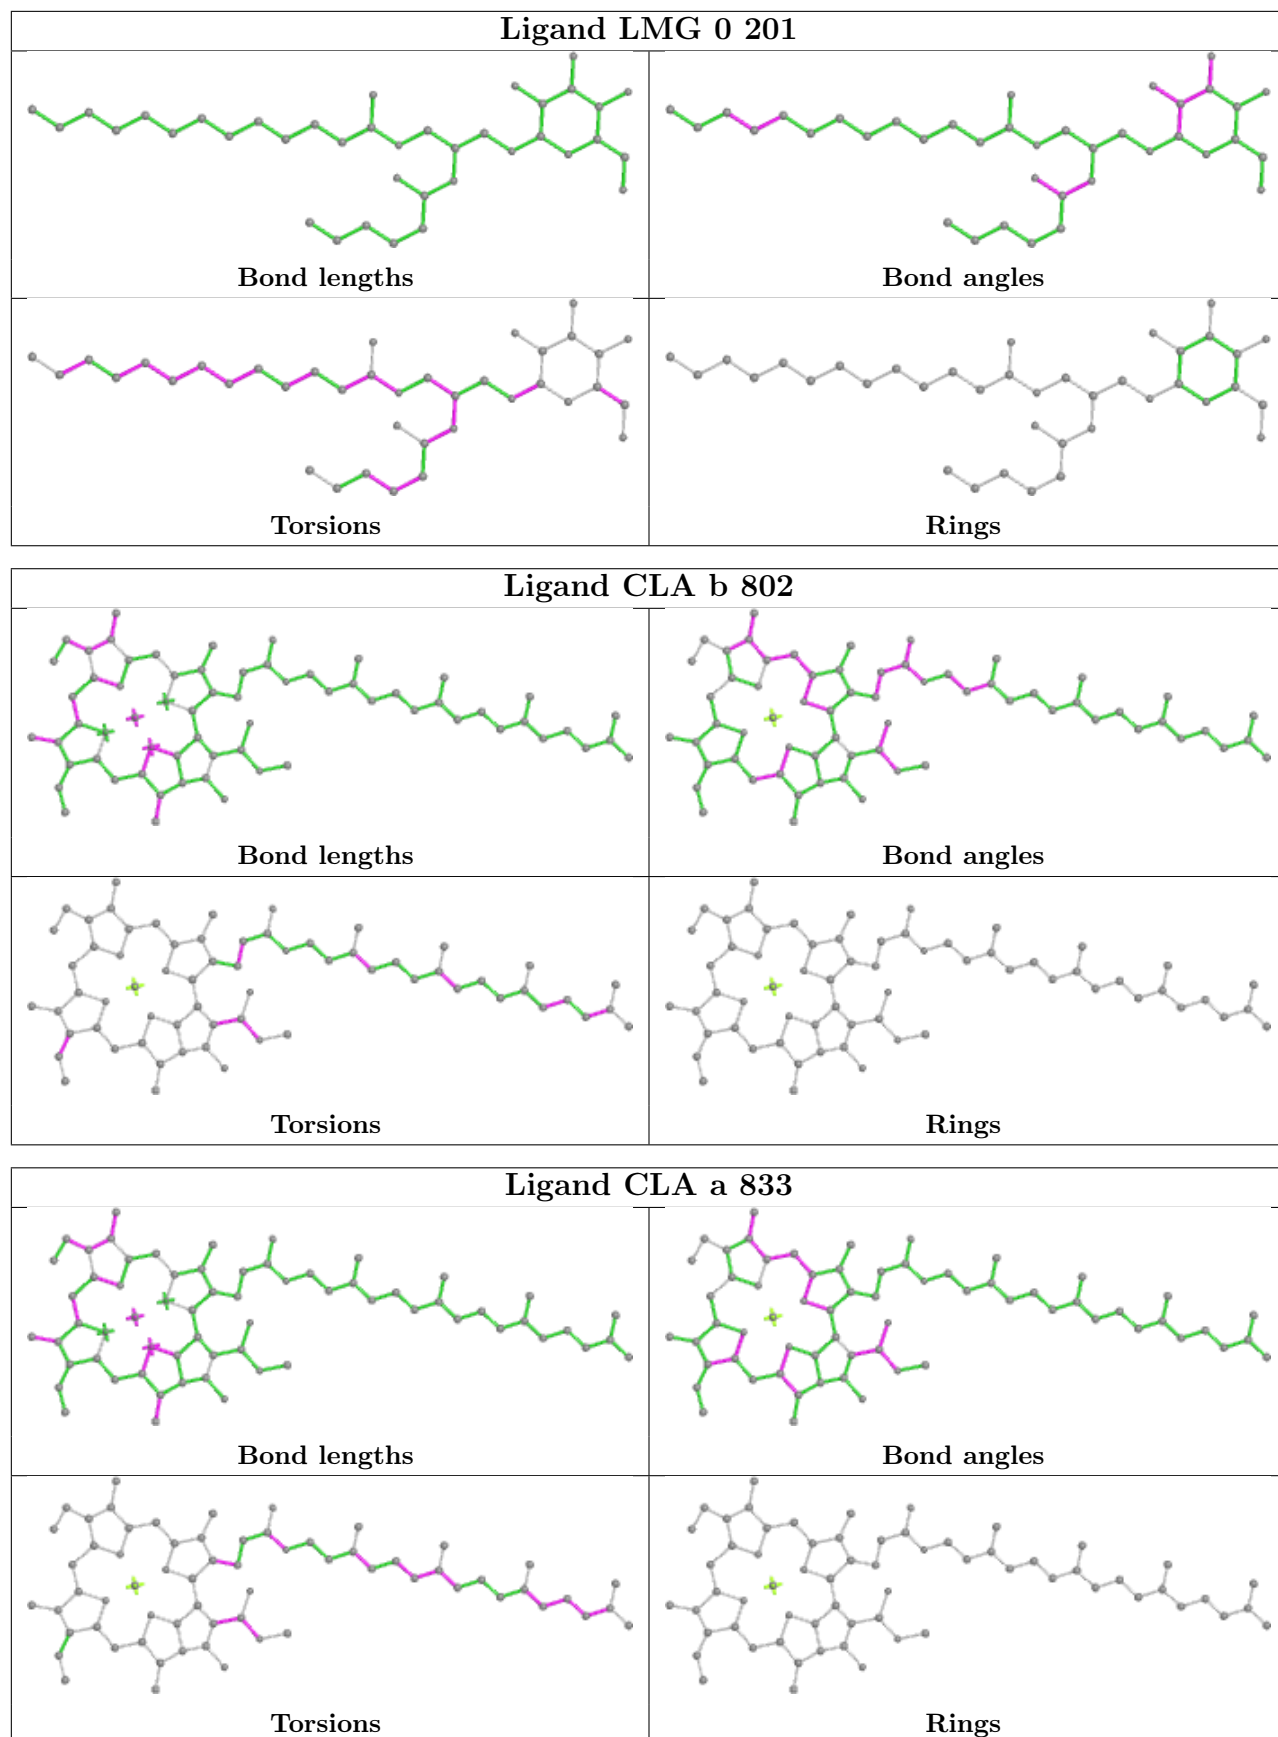 Ligand LMG 0 201
Bond lengths
Bond angles
Torsions
Rings
Ligand CLA b 802
Bond lengths
Bond angles
Torsions
Rings
Ligand CLA a 833
Bond lengths
Bond angles
Torsions
Rings